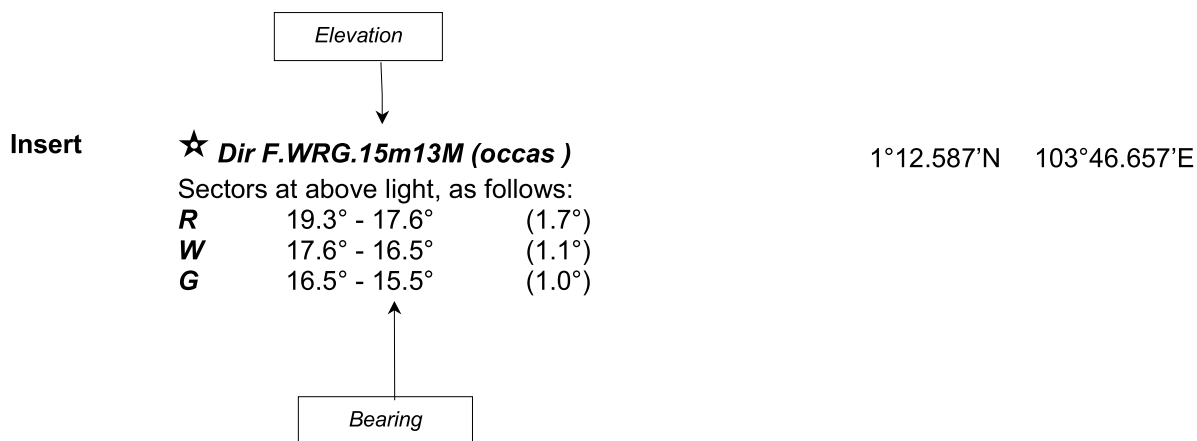 Elevation
Insert ☆ Dir F.WRG.15m13M (occas ) 1°12.587'N 103°46.657'E
Sectors at above light, as follows:
R 19.3° - 17.6° (1.7°)
W 17.6° - 16.5° (1.1°)
G 16.5° - 15.5° (1.0°)
Bearing